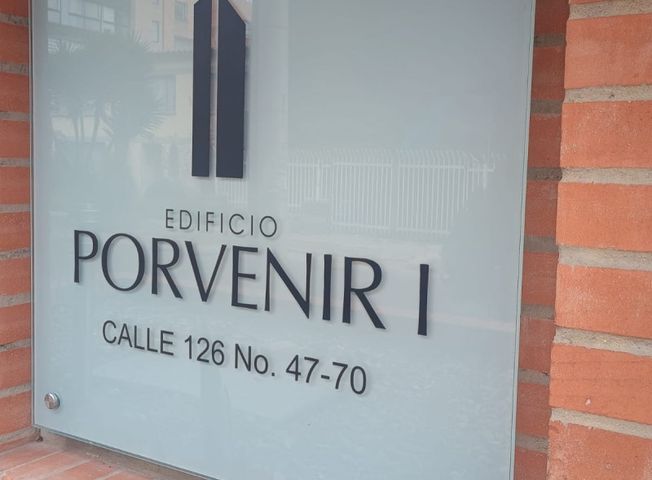 EDIFICIO
PORVENIR I
CALLE 126 No. 47-70